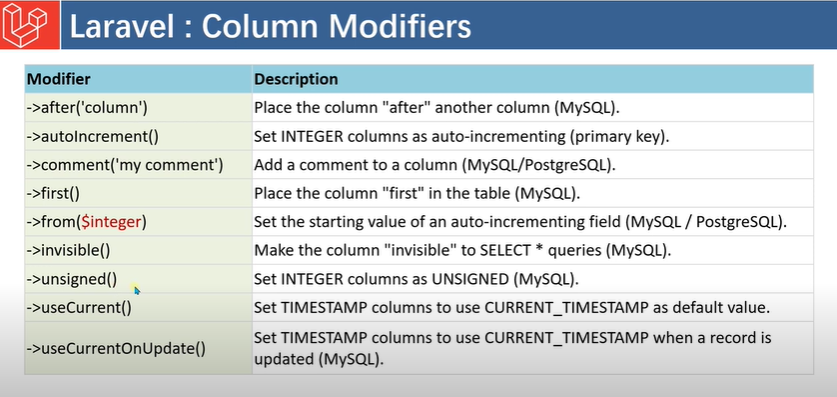 Laravel : Column Modifiers
Modifier Description
->after('column') Place the column "after" another column (MySQL).
->autoIncrement() Set INTEGER columns as auto-incrementing (primary key).
->comment('my comment') Add a comment to a column (MySQL/PostgreSQL).
->first() Place the column "first" in the table (MySQL).
->from($integer) Set the starting value of an auto-incrementing field (MySQL / PostgreSQL).
->invisible() Make the column "invisible" to SELECT * queries (MySQL).
->unsigned() Set INTEGER columns as UNSIGNED (MySQL).
->useCurrent() Set TIMESTAMP columns to use CURRENT_TIMESTAMP as default value.
->useCurrentOnUpdate() Set TIMESTAMP columns to use CURRENT_TIMESTAMP when a record is
updated (MySQL).